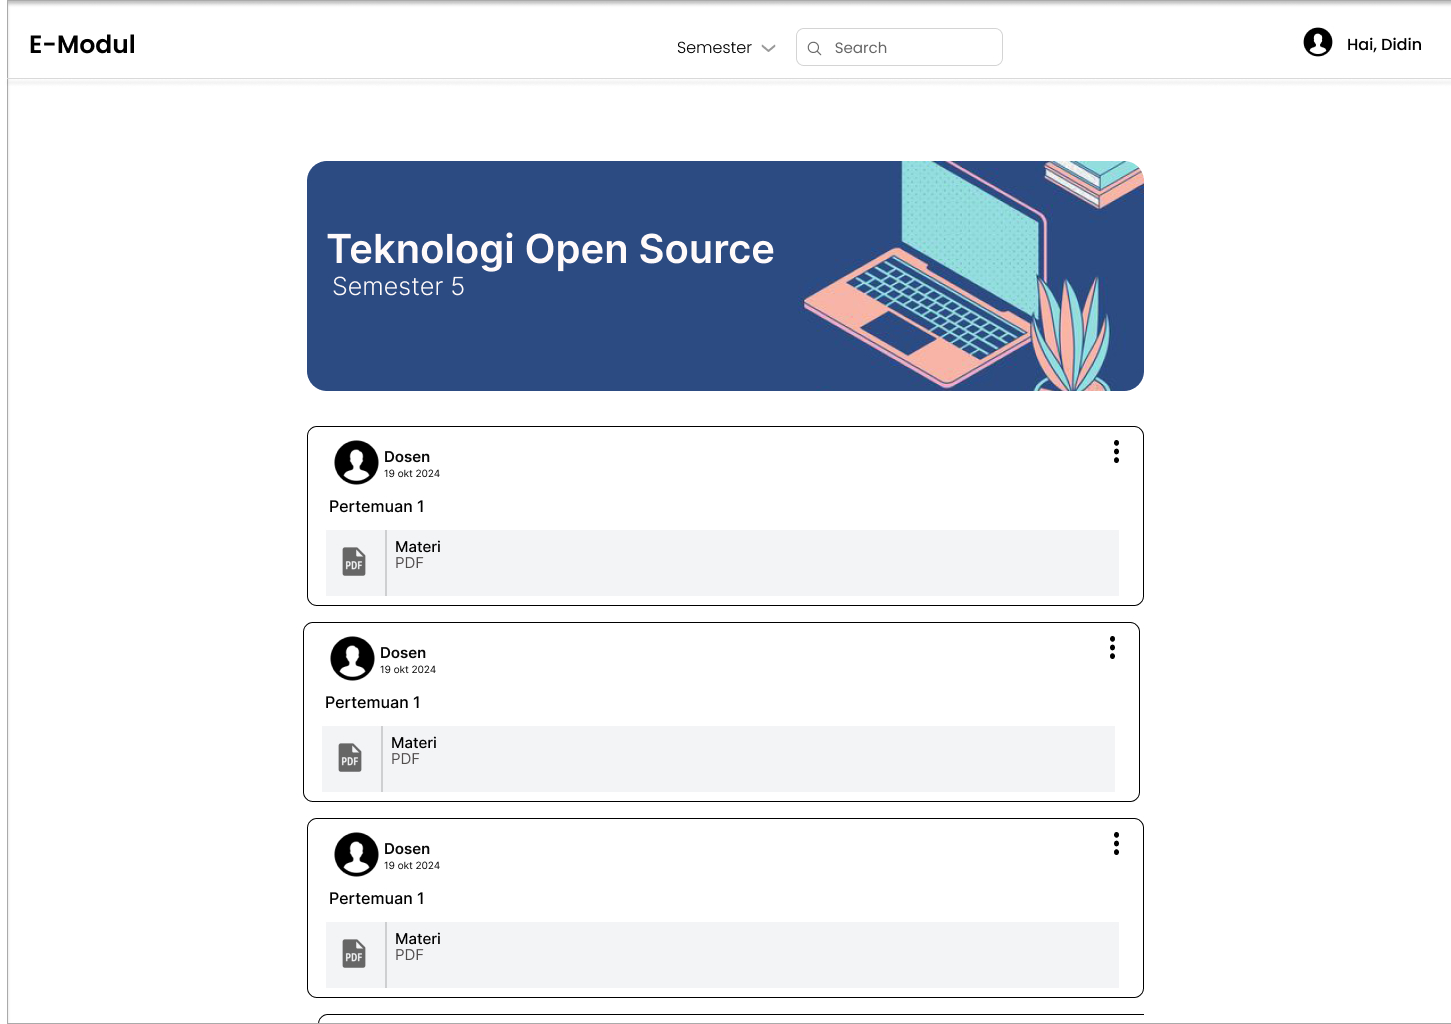 E-Modul
Semester
Search
Hai, Didin
Teknologi Open Source
Semester 5
Dosen
19 okt 2024
Pertemuan 1
PDF
Materi
PDF
Dosen
19 okt 2024
Pertemuan 1
PDF
Materi
PDF
Dosen
19 okt 2024
Pertemuan 1
PDF
Materi
PDF